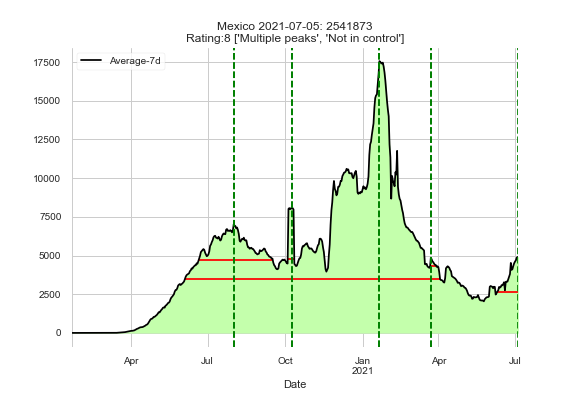 Mexico 2021-07-05: 2541873
Rating:8 ['Multiple peaks', 'Not in control']
Average-7d
17500
15000
12500
10000
7500
5000
2500
0
Apr
Jul
Oct
Jan
2021
Apr
Jul
Date